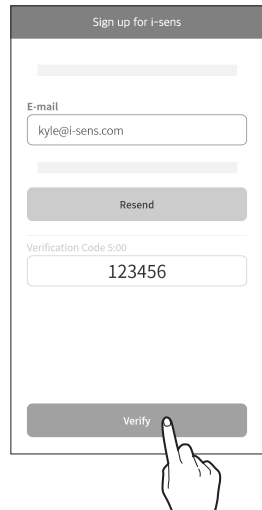 Sign up for i-sens
E-mail
kyle@i-sens.com
Resend
Verification Code 5:00
123456
Verify